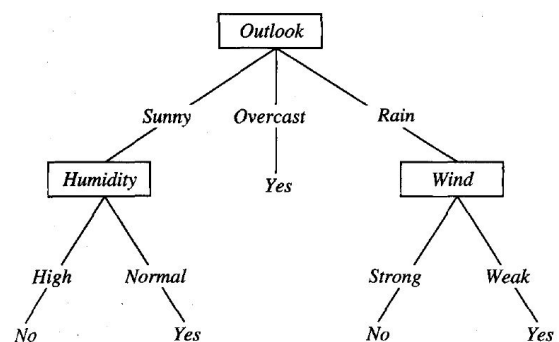 Outlook
Sunny Overcast Rain
Humidity Yes Wind
High Normal Strong Weak
No Yes No Yes